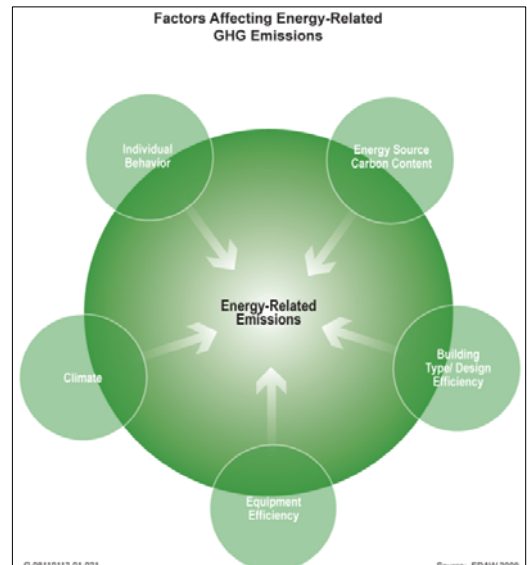 Factors Affecting Energy-Related
GHG Emissions
Individual
Behavior
Energy Source
Carbon Content
Energy-Related
Emissions
Climate
Building
Type/ Design
Efficiency
Equipment
Efficiency